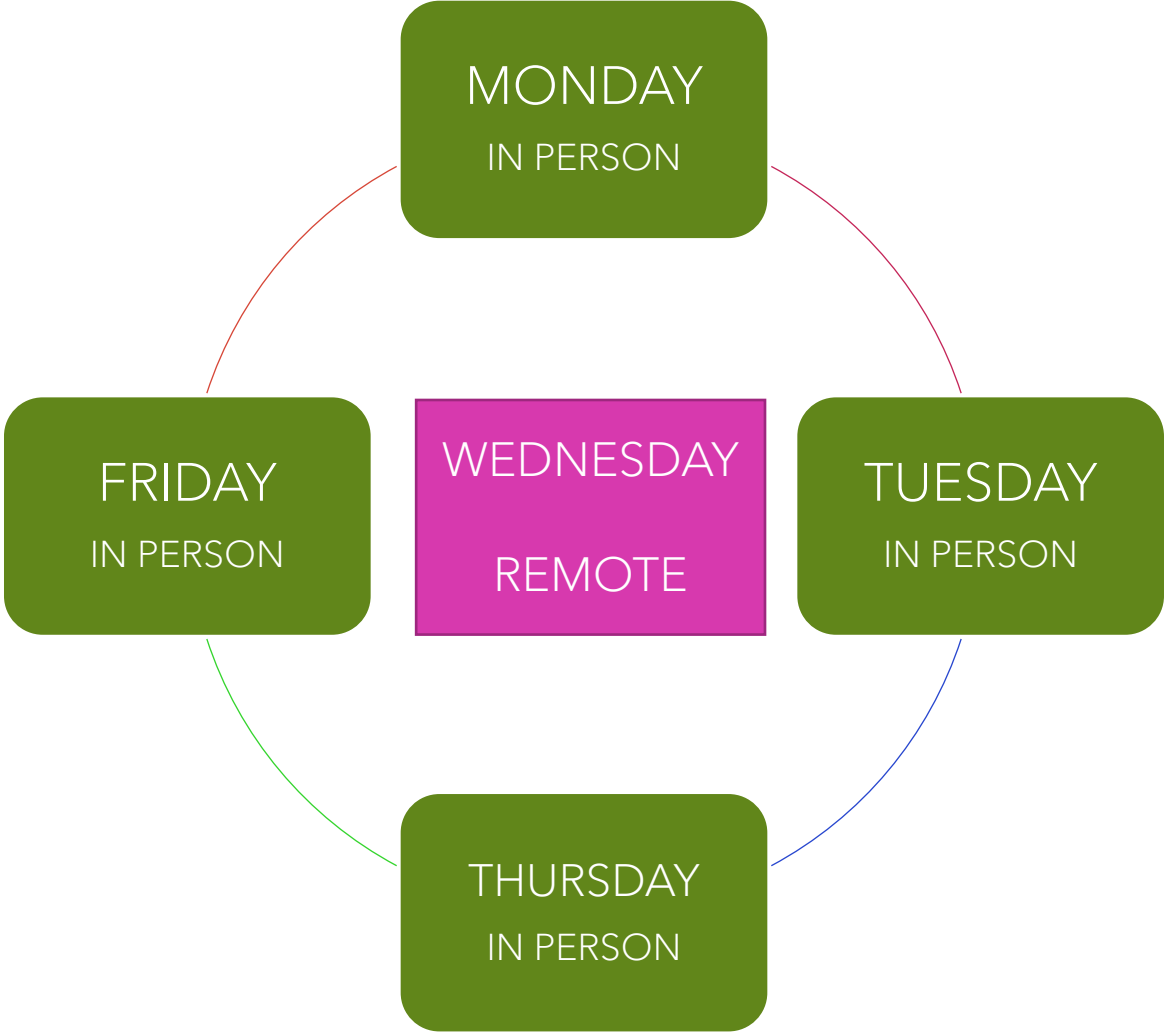 MONDAY
IN PERSON
FRIDAY
IN PERSON
WEDNESDAY
REMOTE
TUESDAY
IN PERSON
THURSDAY
IN PERSON